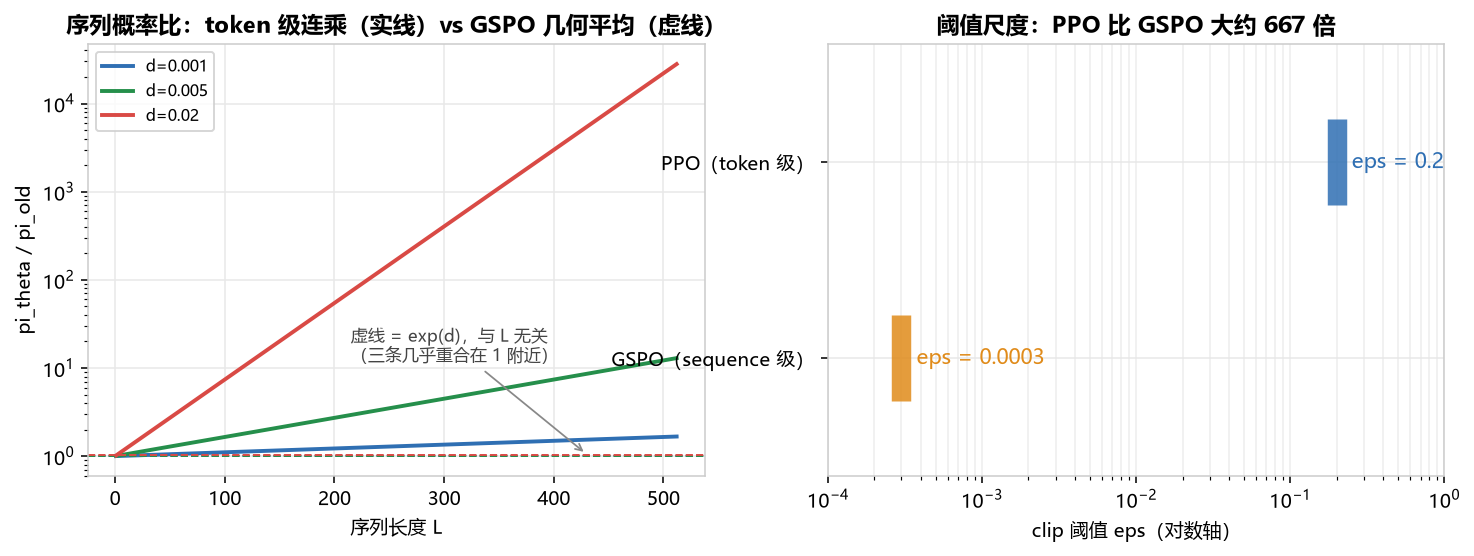 序列概率比：token 级连乘（实线）vs GSPO 几何平均（虚线）
d=0.001
d=0.005
d=0.02
pi_theta / pi_old
10^4
10^3
10^2
10^1
10^0
虚线 = exp(d)，与 L 无关
（三条几乎重合在 1 附近）
0 100 200 300 400 500
序列长度 L
阈值尺度：PPO 比 GSPO 大约 667 倍
PPO（token 级）
eps = 0.2
GSPO（sequence 级）
eps = 0.0003
10^-4 10^-3 10^-2 10^-1 10^0
clip 阈值 eps（对数轴）